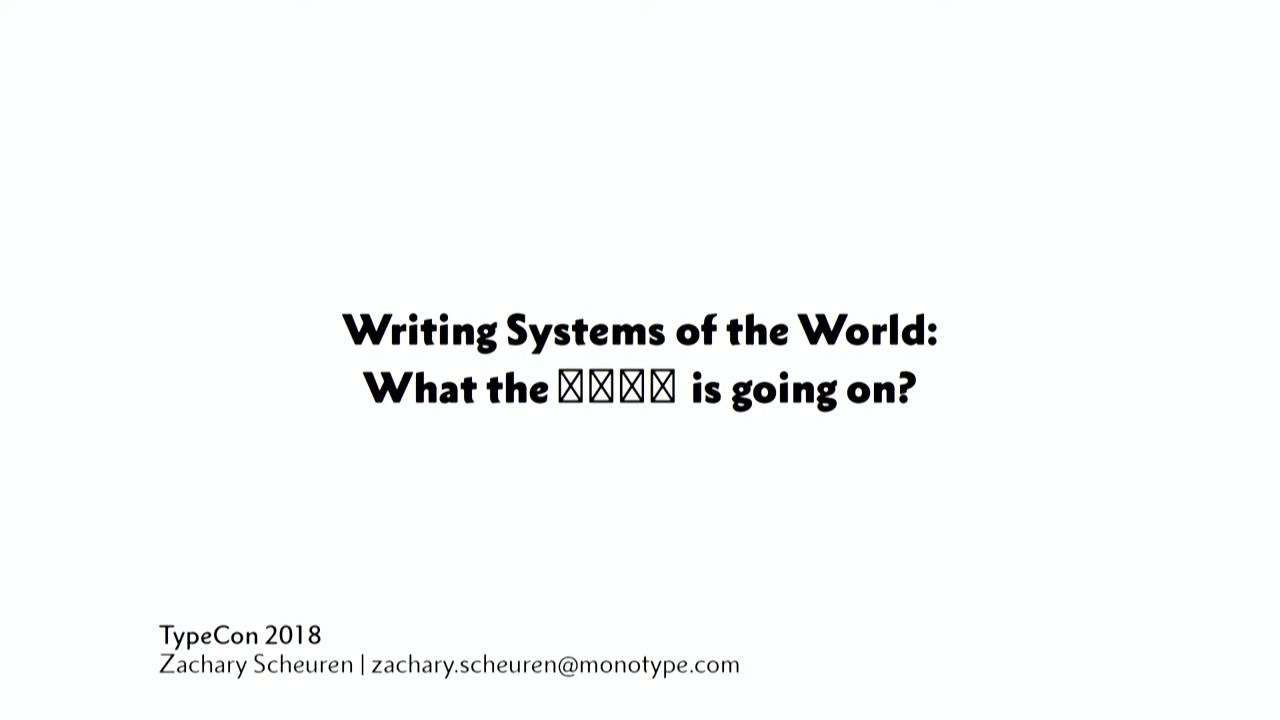 Writing Systems of the World:
What the ☒☒☒☒ is going on?
TypeCon 2018
Zachary Scheuren | zachary.scheuren@monotype.com